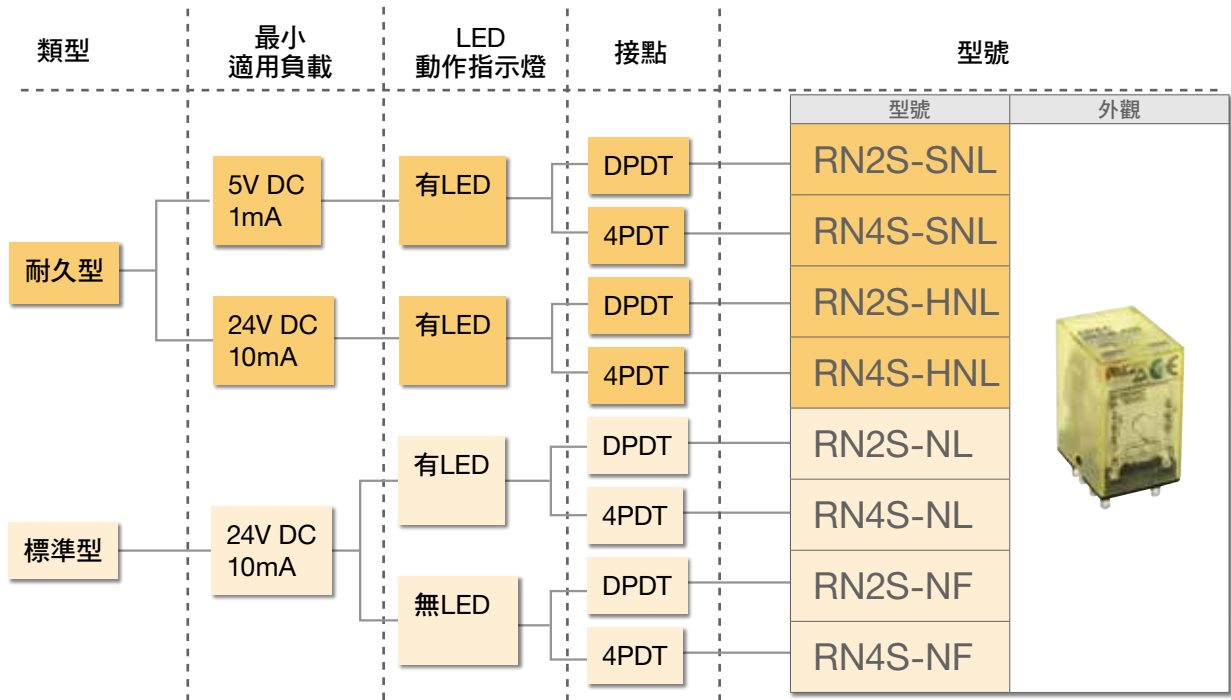 類型
最小
適用負載
LED
動作指示燈
接點
型號
型號
外觀
耐久型
5V DC
1mA
有LED
DPDT
RN2S-SNL
4PDT
RN4S-SNL
24V DC
10mA
有LED
DPDT
RN2S-HNL
4PDT
RN4S-HNL
標準型
24V DC
10mA
有LED
DPDT
RN2S-NL
4PDT
RN4S-NL
無LED
DPDT
RN2S-NF
4PDT
RN4S-NF